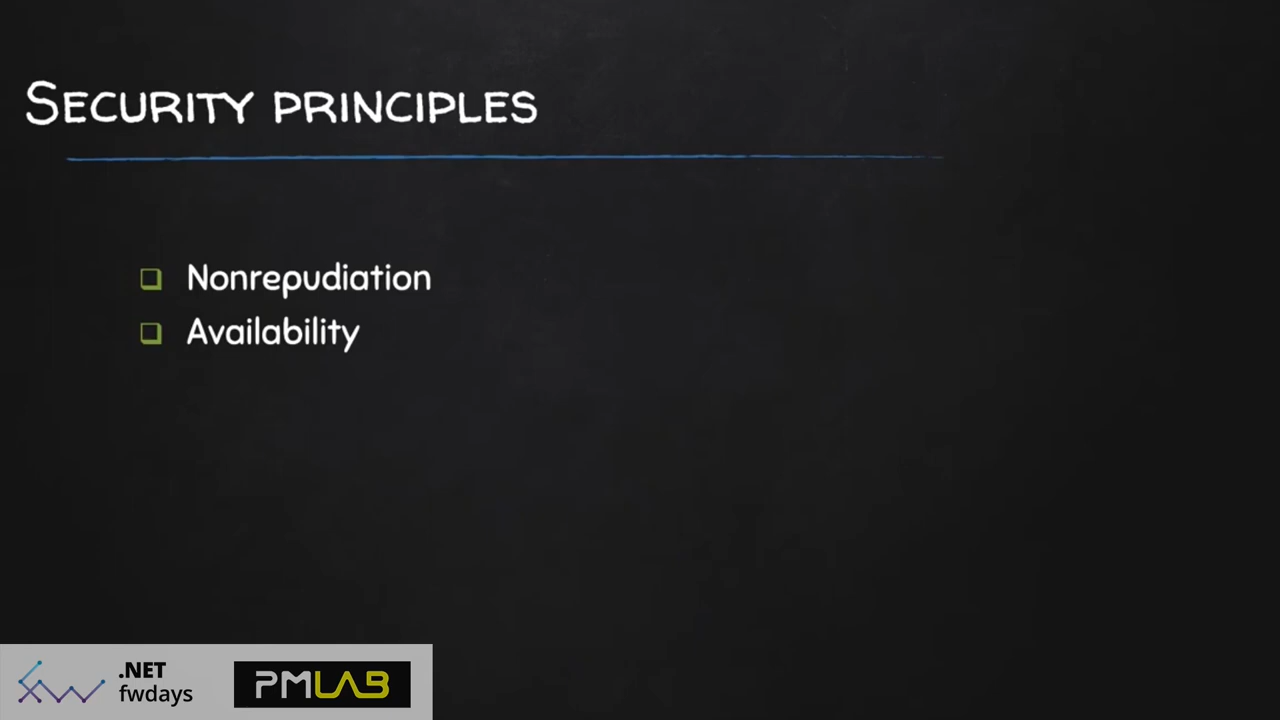 Security principles
Nonrepudiation
Availability
.NET
fwdays
PMLAB